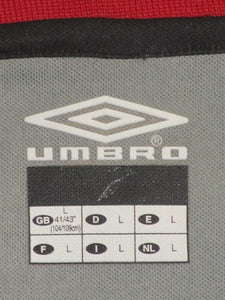 UMBRO®
L
GB 41/43" D L E L
(104/109cm)
F L I L NL L